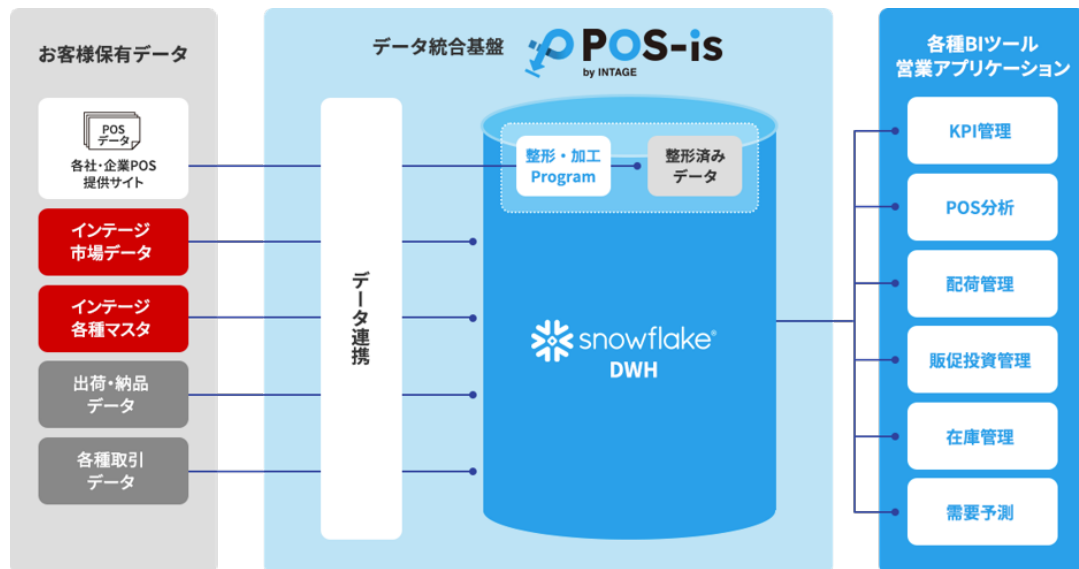 お客様保有データ
POS
データ
各社・企業POS
提供サイト
インテージ
市場データ
インテージ
各種マスタ
出荷・納品
データ
各種取引
データ
データ統合基盤
POS-is
by INTAGE
データ連携
整形・加工
Program
整形済み
データ
snowflake®
DWH
各種BIツール
営業アプリケーション
KPI管理
POS分析
配荷管理
販促投資管理
在庫管理
需要予測